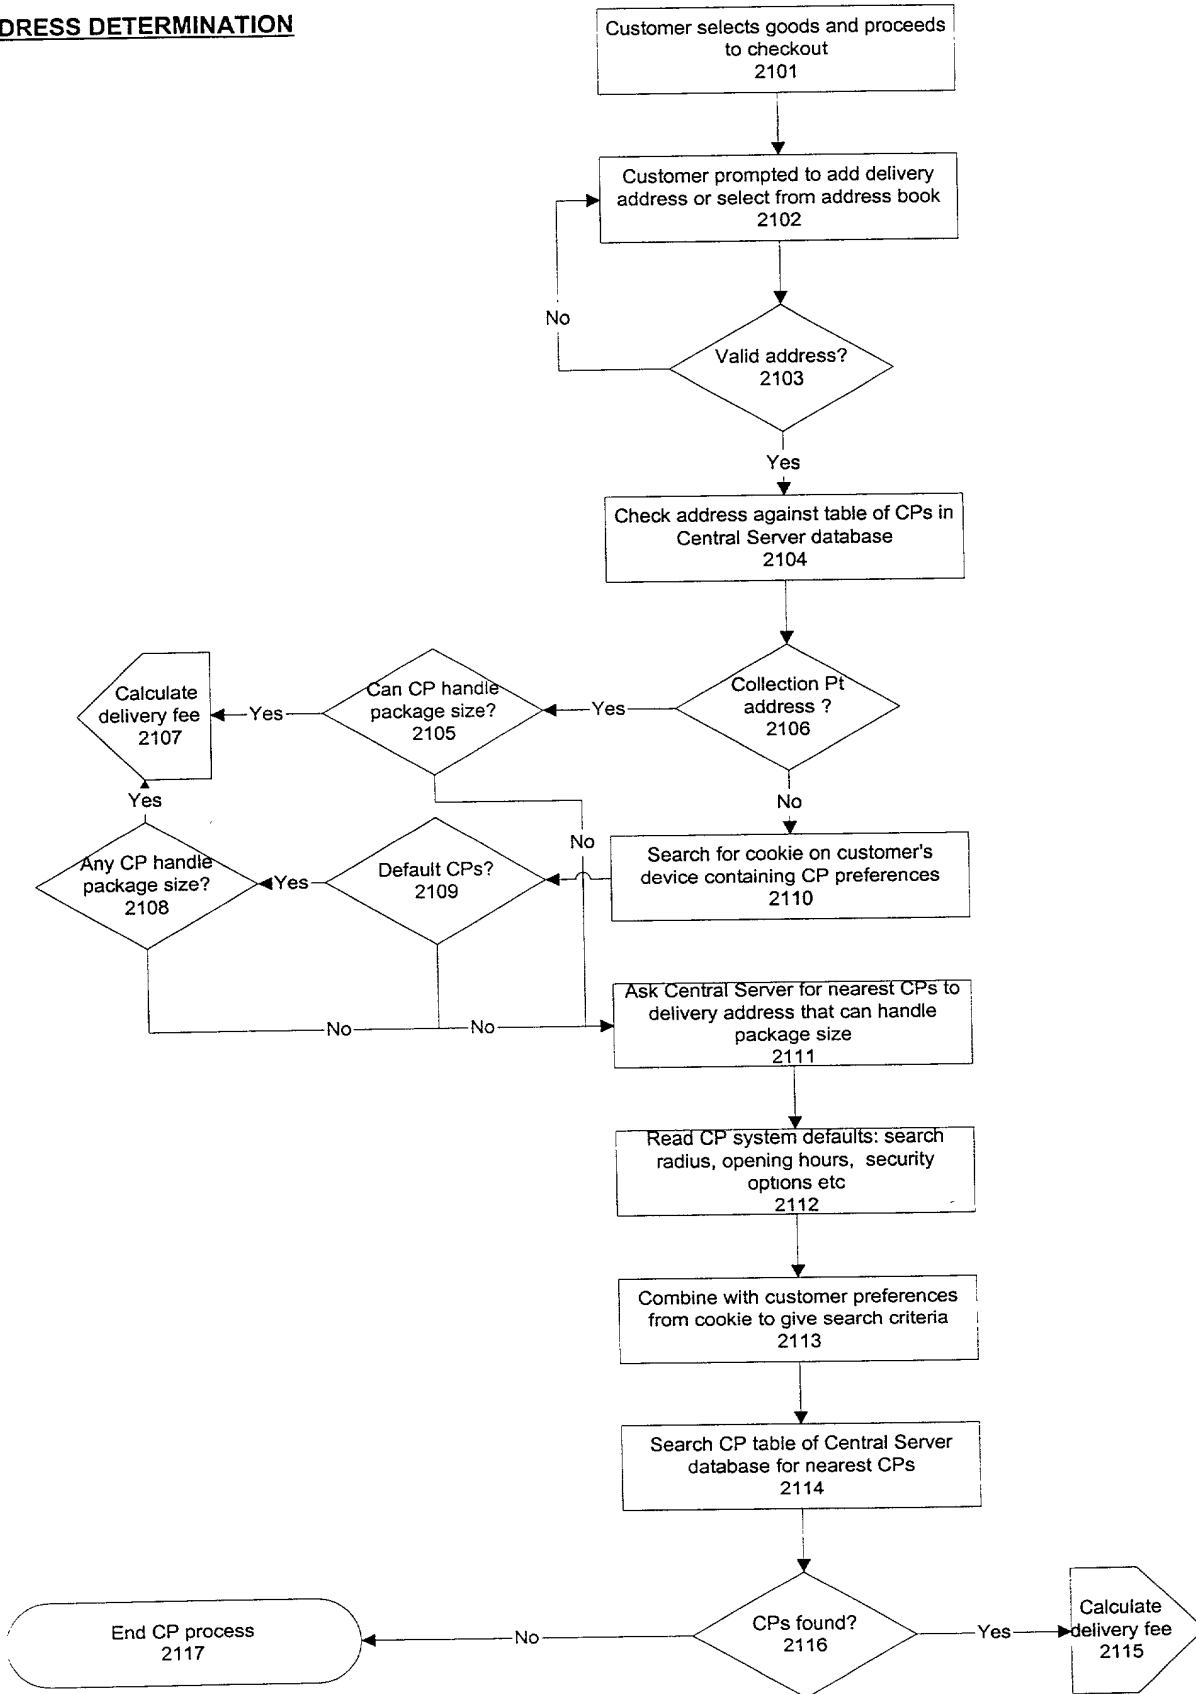 DRESS DETERMINATION
Customer selects goods and proceeds
to checkout
2101
Customer prompted to add delivery
address or select from address book
2102
No
Valid address?
2103
Yes
Check address against table of CPs in
Central Server database
2104
Calculate
delivery fee
2107
Yes
Can CP handle
package size?
2105
Yes
Collection Pt
address ?
2106
Yes
No
No
Any CP handle
package size?
2108
Yes
Default CPs?
2109
Search for cookie on customer's
device containing CP preferences
2110
No
No
Ask Central Server for nearest CPs to
delivery address that can handle
package size
2111
Read CP system defaults: search
radius, opening hours, security
options etc
2112
Combine with customer preferences
from cookie to give search criteria
2113
Search CP table of Central Server
database for nearest CPs
2114
End CP process
2117
No
CPs found?
2116
Yes
Calculate
delivery fee
2115